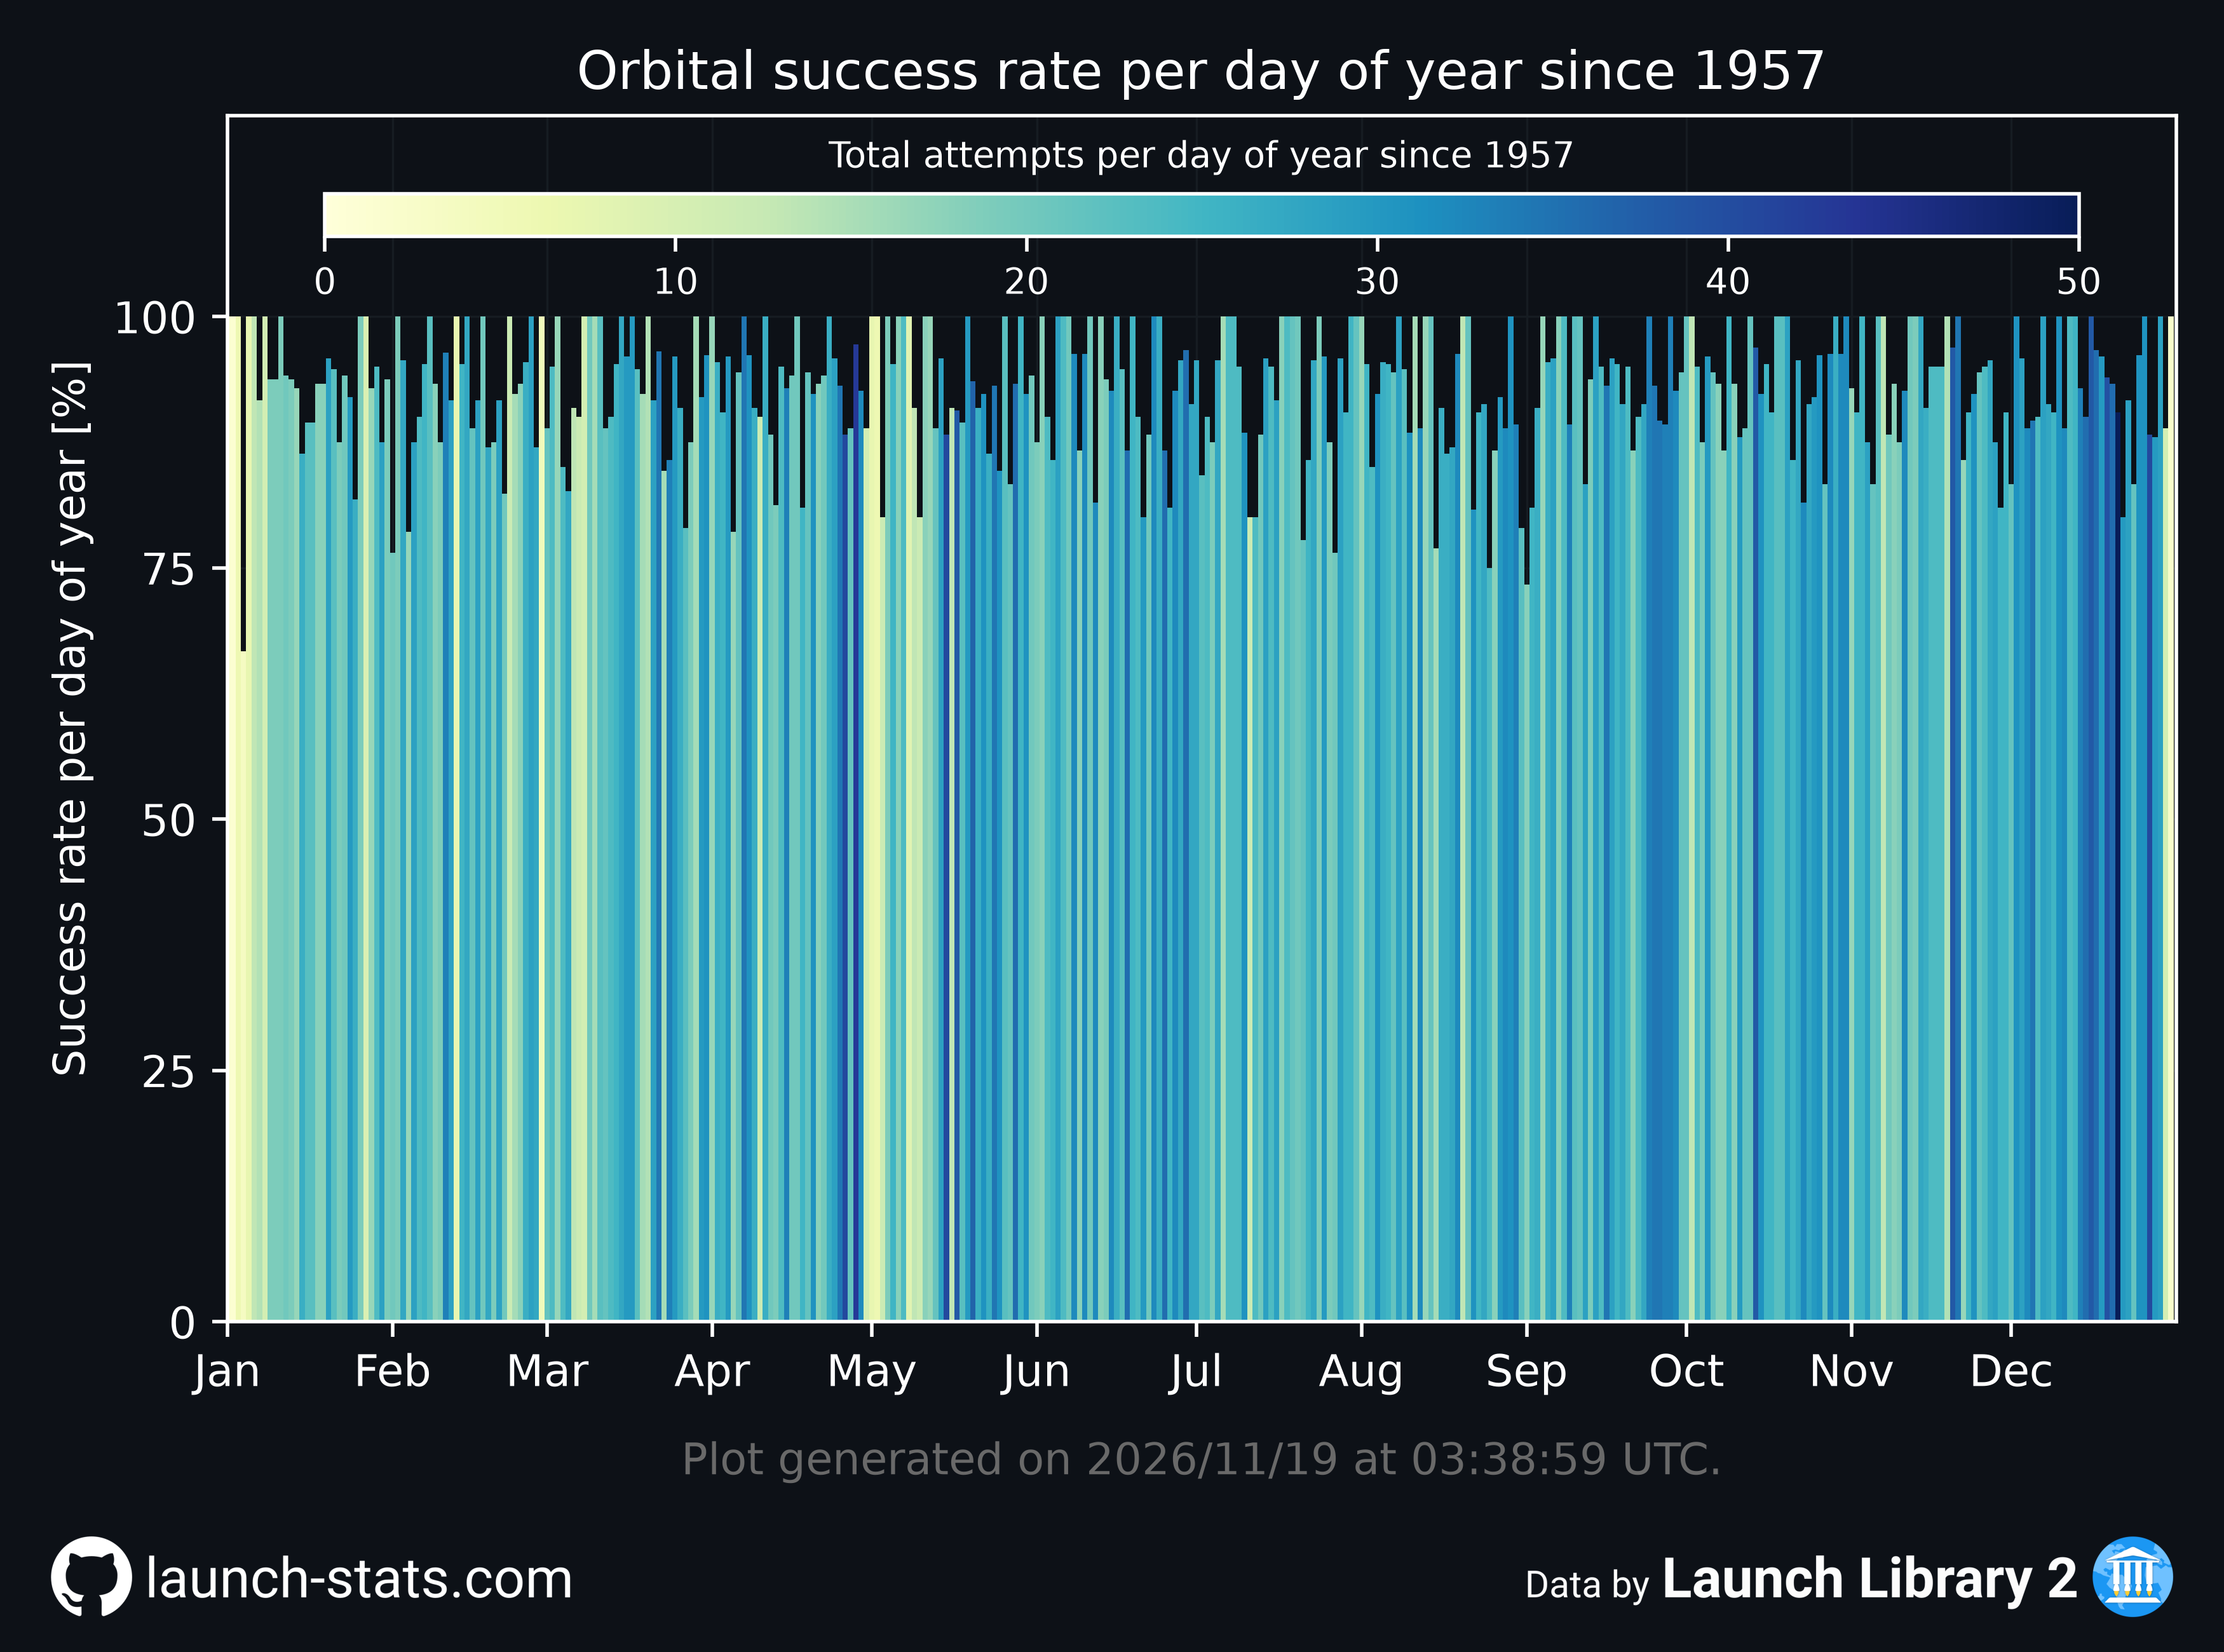 Orbital success rate per day of year since 1957
Total attempts per day of year since 1957
0 10 20 30 40 50
Success rate per day of year [%]
100
75
50
25
0
Jan Feb Mar Apr May Jun Jul Aug Sep Oct Nov Dec
Plot generated on 2026/11/19 at 03:38:59 UTC.
launch-stats.com
Data by Launch Library 2